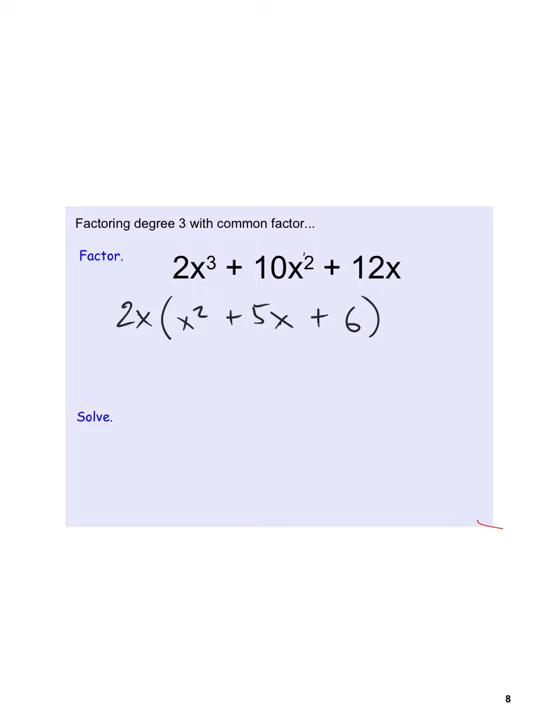 Factoring degree 3 with common factor...
Factor.
2x³ + 10x² + 12x
2x(x² + 5x + 6)
Solve.
8